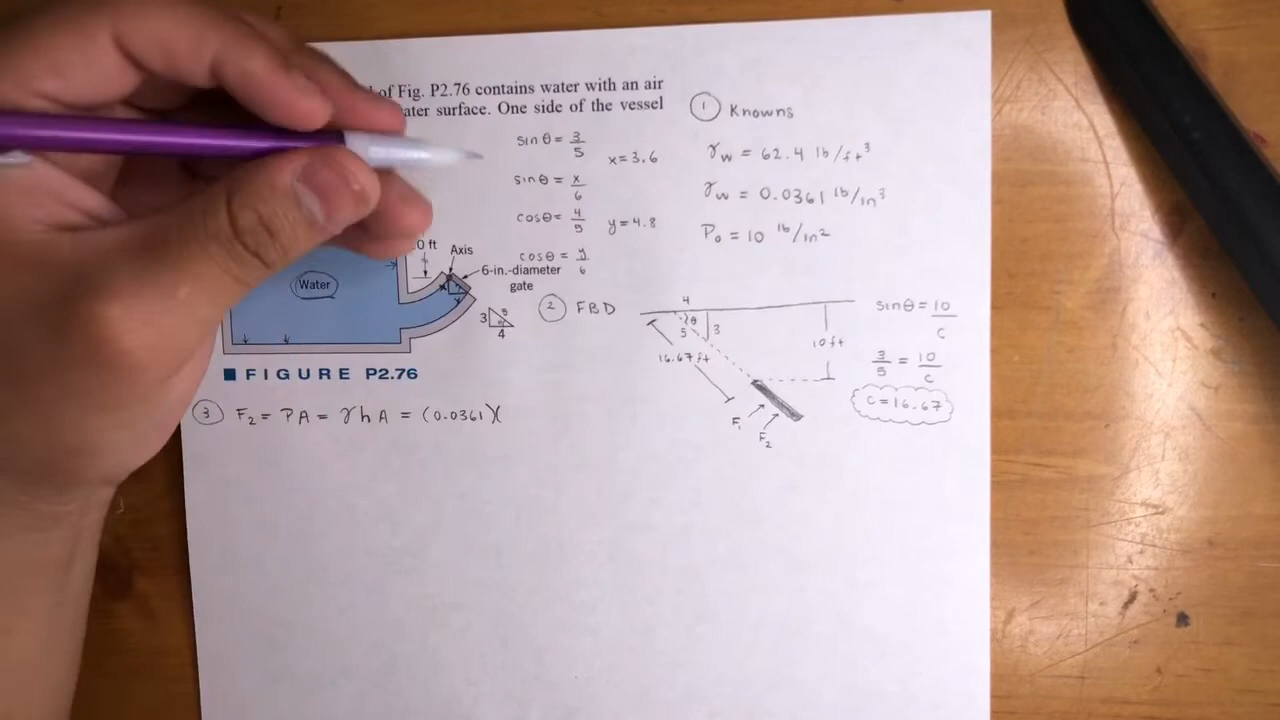 of Fig. P2.76 contains water with an air
ater surface. One side of the vessel
① Knowns
γw = 62.4 lb/ft³
γw = 0.0361 lb/in³
P₀ = 10 lb/in²
sin θ = 3/5
x = 3.6
sin θ = x/6
cos θ = 4/5
y = 4.8
cos θ = y/6
0 ft
Axis
6-in.-diameter
gate
Water
3
5
4
■ FIGURE P2.76
② FBD
4
θ
5
3
16.67 ft
10 ft
F₁
F₂
sin θ = 10/c
3/5 = 10/c
c = 16.67
③ F₂ = PA = γhA = (0.0361)(